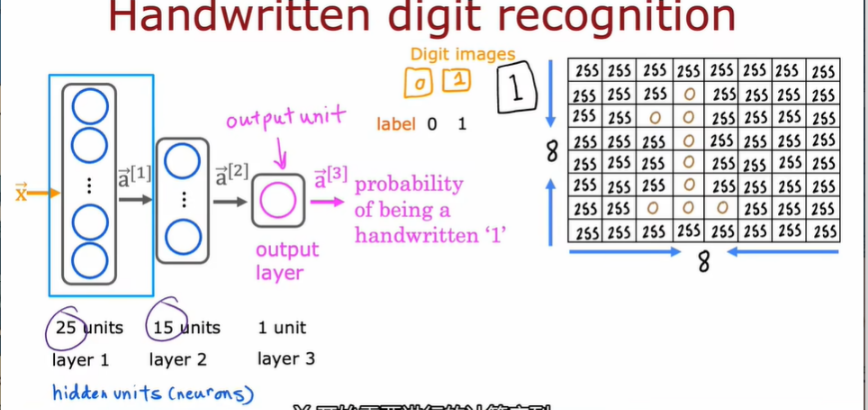 Handwritten digit recognition
Digit images
0 1
1
label 0 1
output unit
x⃗
a⃗[1]
a⃗[2]
a⃗[3]
probability
of being a
handwritten ‘1’
output
layer
25 units
15 units
1 unit
layer 1
layer 2
layer 3
hidden units (neurons)
8
255 255 255 255 255 255 255 255
255 255 255 0 255 255 255 255
255 255 0 0 255 255 255 255
255 255 255 0 255 255 255 255
255 255 255 0 255 255 255 255
255 255 255 0 255 255 255 255
255 255 0 0 0 255 255 255
255 255 255 255 255 255 255 255
8